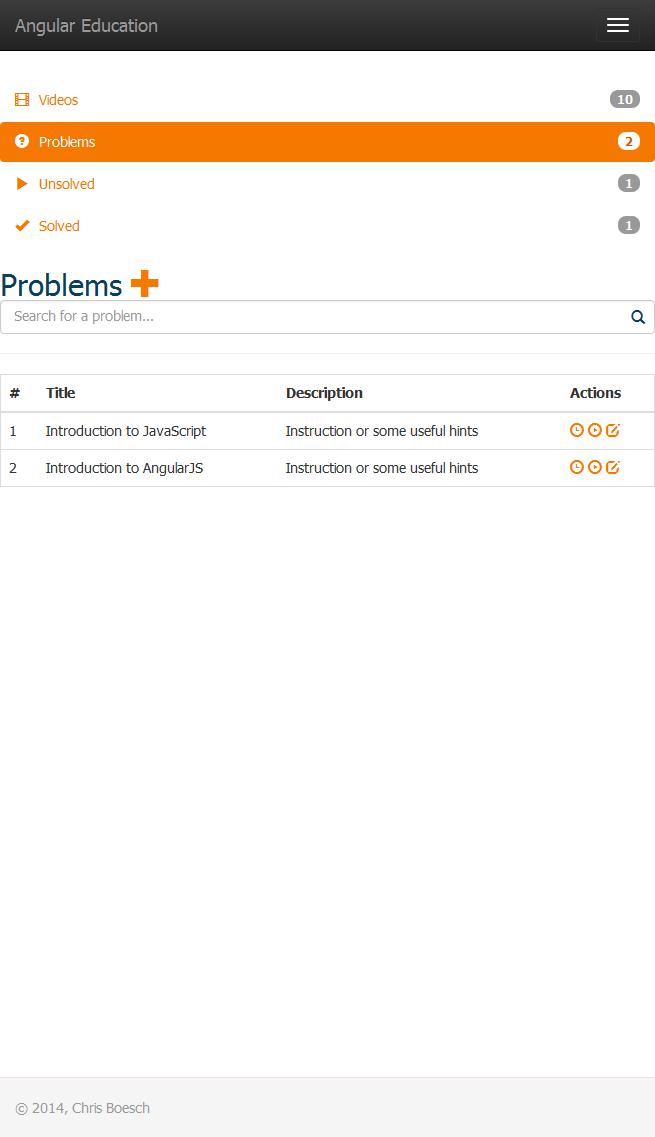 Angular Education
Videos 10
Problems 2
Unsolved 1
Solved 1
Problems
Search for a problem...
# Title Description Actions
1 Introduction to JavaScript Instruction or some useful hints
2 Introduction to AngularJS Instruction or some useful hints
© 2014, Chris Boesch